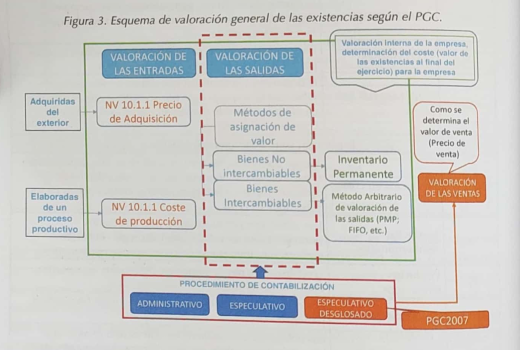 Figura 3. Esquema de valoración general de las existencias según el PGC.
VALORACIÓN DE
LAS ENTRADAS
VALORACIÓN DE
LAS SALIDAS
Valoración interna de la empresa,
determinación del coste (valor de
las existencias al final del
ejercicio) para la empresa
Adquiridas
del
exterior
NV 10.1.1 Precio
de Adquisición
Métodos de
asignación de
valor
Bienes No
intercambiables
Bienes
Intercambiables
Inventario
Permanente
Método Arbitrario
de valoración de
las salidas (PMP;
FIFO, etc.)
Como se
determina el
valor de venta
(Precio de
venta)
VALORACIÓN
DE LAS VENTAS
Elaboradas
de un
proceso
productivo
NV 10.1.1 Coste
de producción
PROCEDIMIENTO DE CONTABILIZACIÓN
ADMINISTRATIVO
ESPECULATIVO
ESPECULATIVO
DESGLOSADO
PGC2007